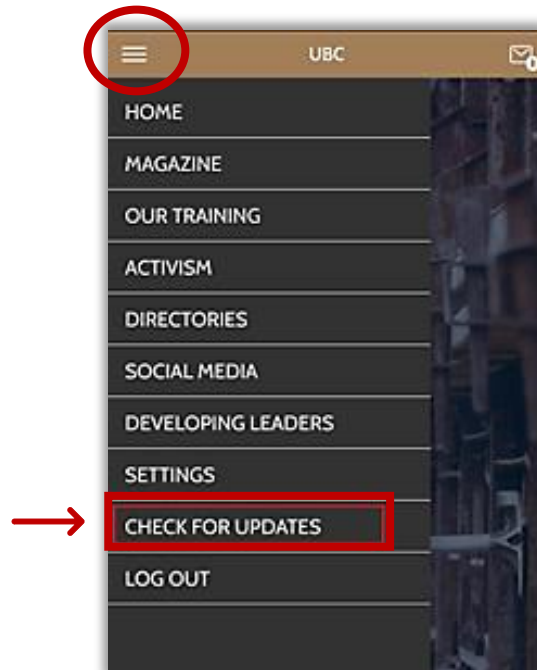 UBC
HOME
MAGAZINE
OUR TRAINING
ACTIVISM
DIRECTORIES
SOCIAL MEDIA
DEVELOPING LEADERS
SETTINGS
CHECK FOR UPDATES
LOG OUT